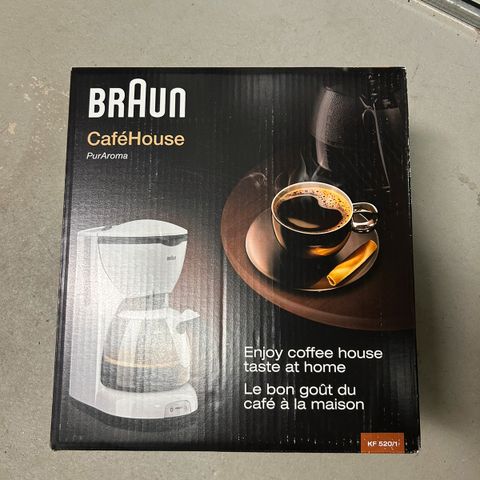 BRAUN
CaféHouse
PurAroma
BRAUN
Enjoy coffee house
taste at home
Le bon goût du
café à la maison
KF 520/1